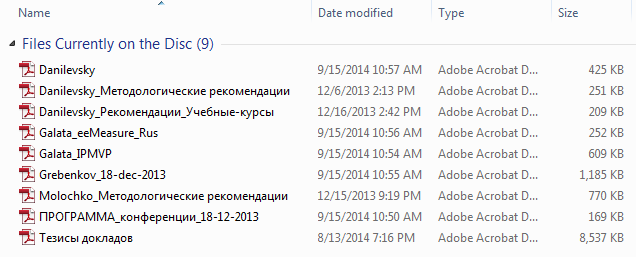 Name Date modified Type Size
Files Currently on the Disc (9)
Danilevsky 9/15/2014 10:57 AM Adobe Acrobat D... 425 KB
Danilevsky_Методологические рекомендации 12/6/2013 2:13 PM Adobe Acrobat D... 251 KB
Danilevsky_Рекомендации_Учебные-курсы 12/16/2013 2:42 PM Adobe Acrobat D... 209 KB
Galata_eeMeasure_Rus 9/15/2014 10:56 AM Adobe Acrobat D... 252 KB
Galata_IPMVP 9/15/2014 10:54 AM Adobe Acrobat D... 609 KB
Grebenkov_18-dec-2013 9/15/2014 10:55 AM Adobe Acrobat D... 1,185 KB
Molochko_Методологические рекомендации 12/15/2013 9:19 PM Adobe Acrobat D... 770 KB
ПРОГРАММА_конференции_18-12-2013 9/15/2014 10:50 AM Adobe Acrobat D... 169 KB
Тезисы докладов 8/13/2014 7:16 PM Adobe Acrobat D... 8,537 KB